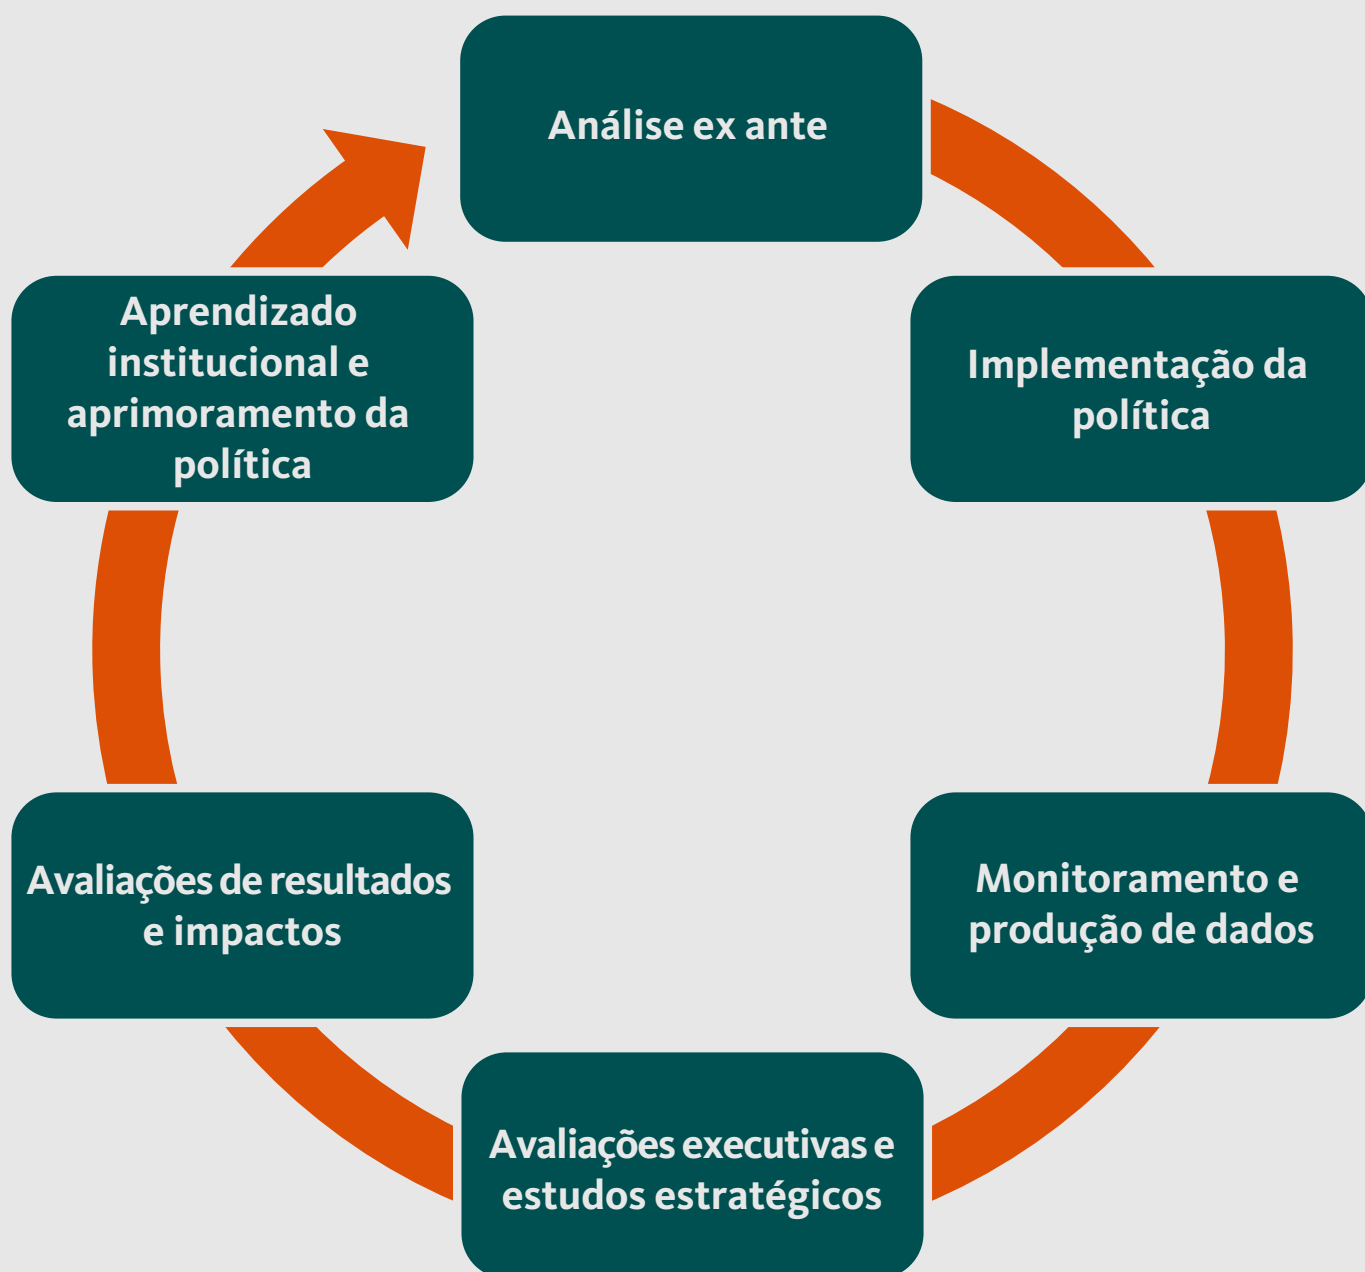 Análise ex ante
Implementação da
política
Monitoramento e
produção de dados
Avaliações executivas e
estudos estratégicos
Avaliações de resultados
e impactos
Aprendizado
institucional e
aprimoramento da
política